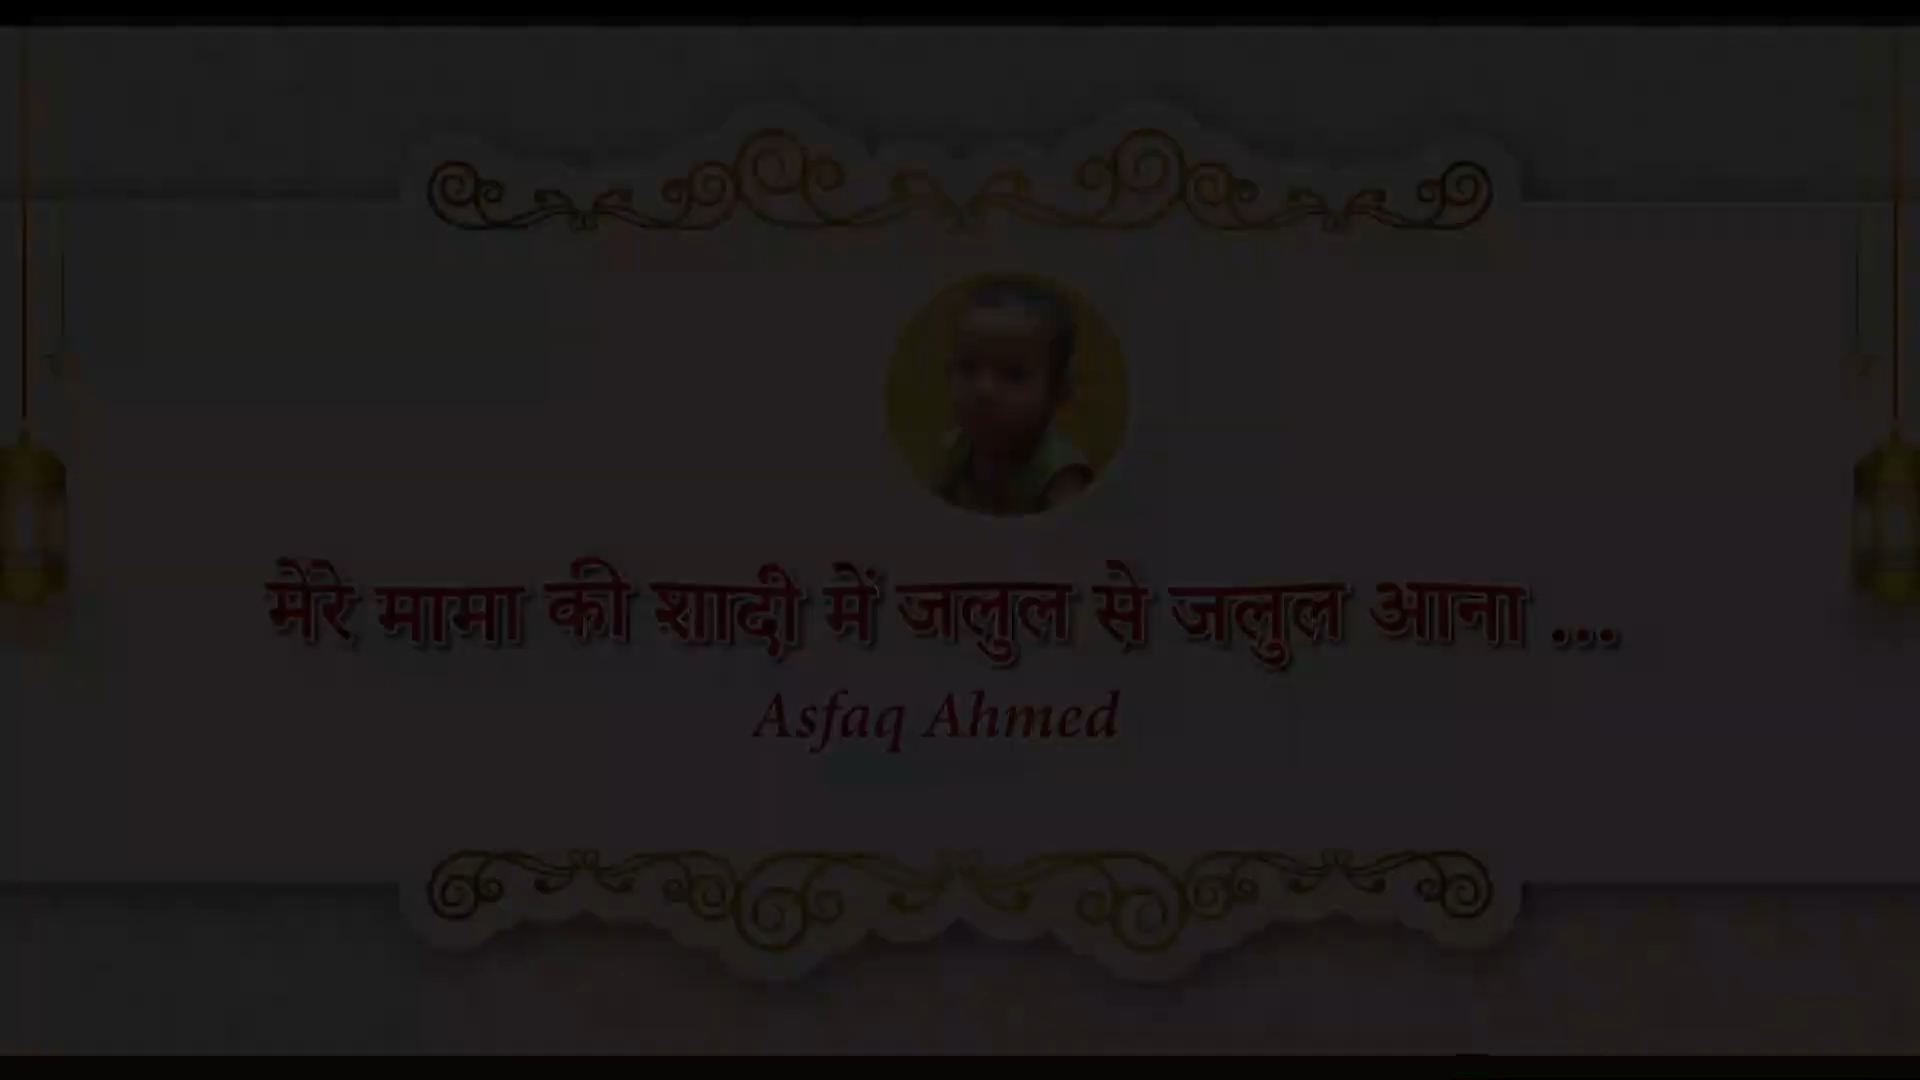 मेरे मामा की शादी में जलुल से जलुल आना ...
Asfaq Ahmed